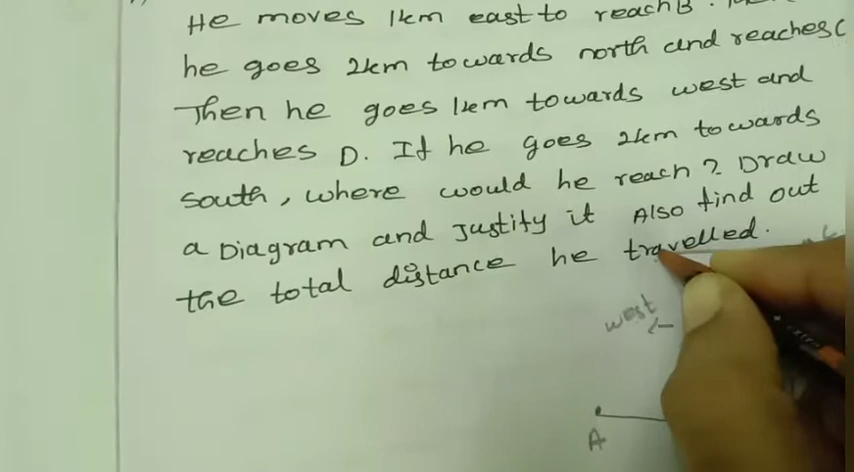 He moves 1km east to reach B.
he goes 2km towards north and reaches C
Then he goes 1km towards west and
reaches D. If he goes 2km towards
south, where would he reach? Draw
a Diagram and Justify it Also find out
the total distance he travelled.
west
A